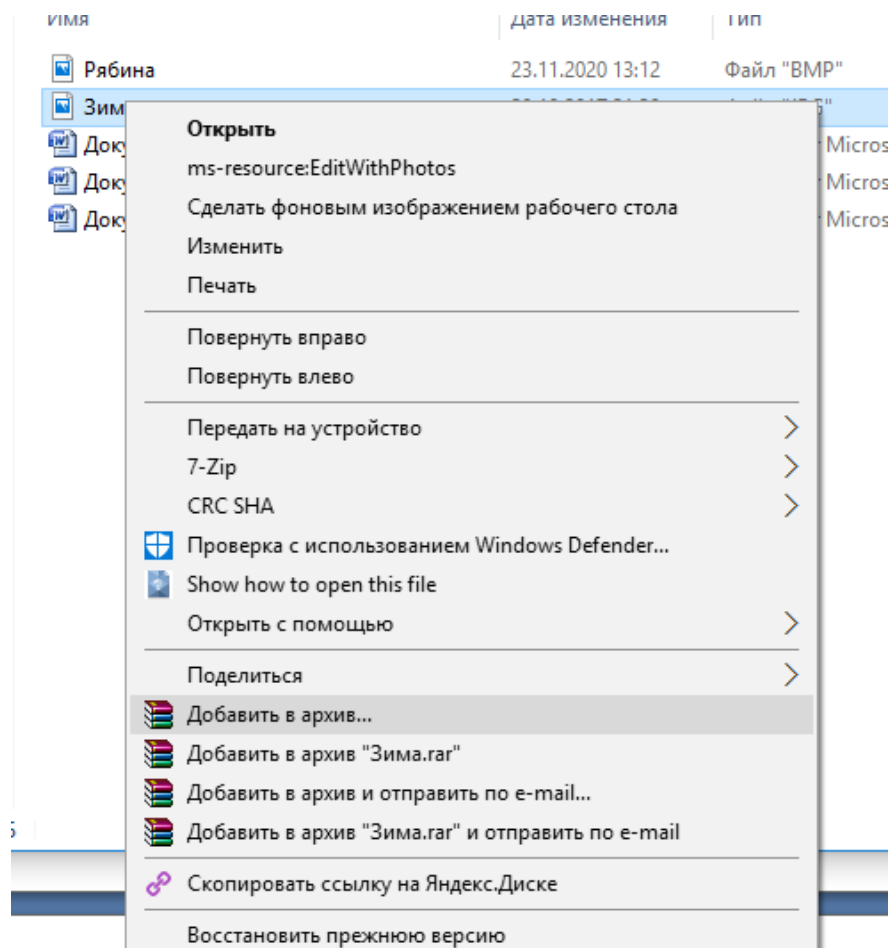 Имя Дата изменения Тип
Рябина 23.11.2020 13:12 Файл "BMP"
Зим
Док Micros
Док Micros
Док Micros
Открыть
ms-resource:EditWithPhotos
Сделать фоновым изображением рабочего стола
Изменить
Печать
Повернуть вправо
Повернуть влево
Передать на устройство
7-Zip
CRC SHA
Проверка с использованием Windows Defender...
Show how to open this file
Открыть с помощью
Поделиться
Добавить в архив...
Добавить в архив "Зима.rar"
Добавить в архив и отправить по e-mail...
Добавить в архив "Зима.rar" и отправить по e-mail
Скопировать ссылку на Яндекс.Диске
Восстановить прежнюю версию